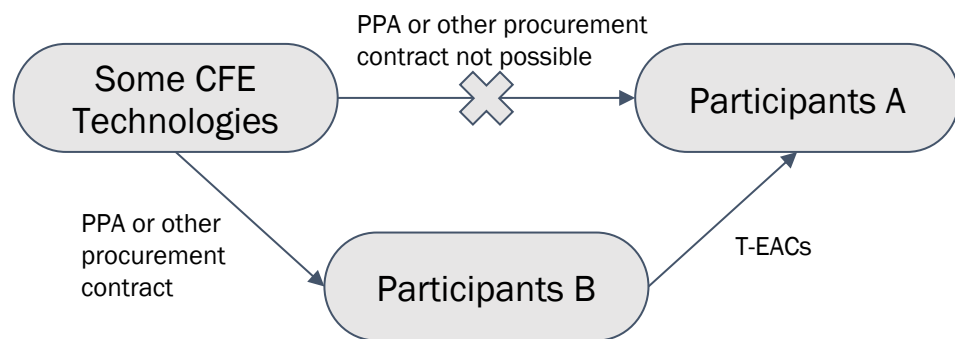 PPA or other procurement
contract not possible
Some CFE
Technologies
Participants A
PPA or other
procurement
contract
T-EACs
Participants B